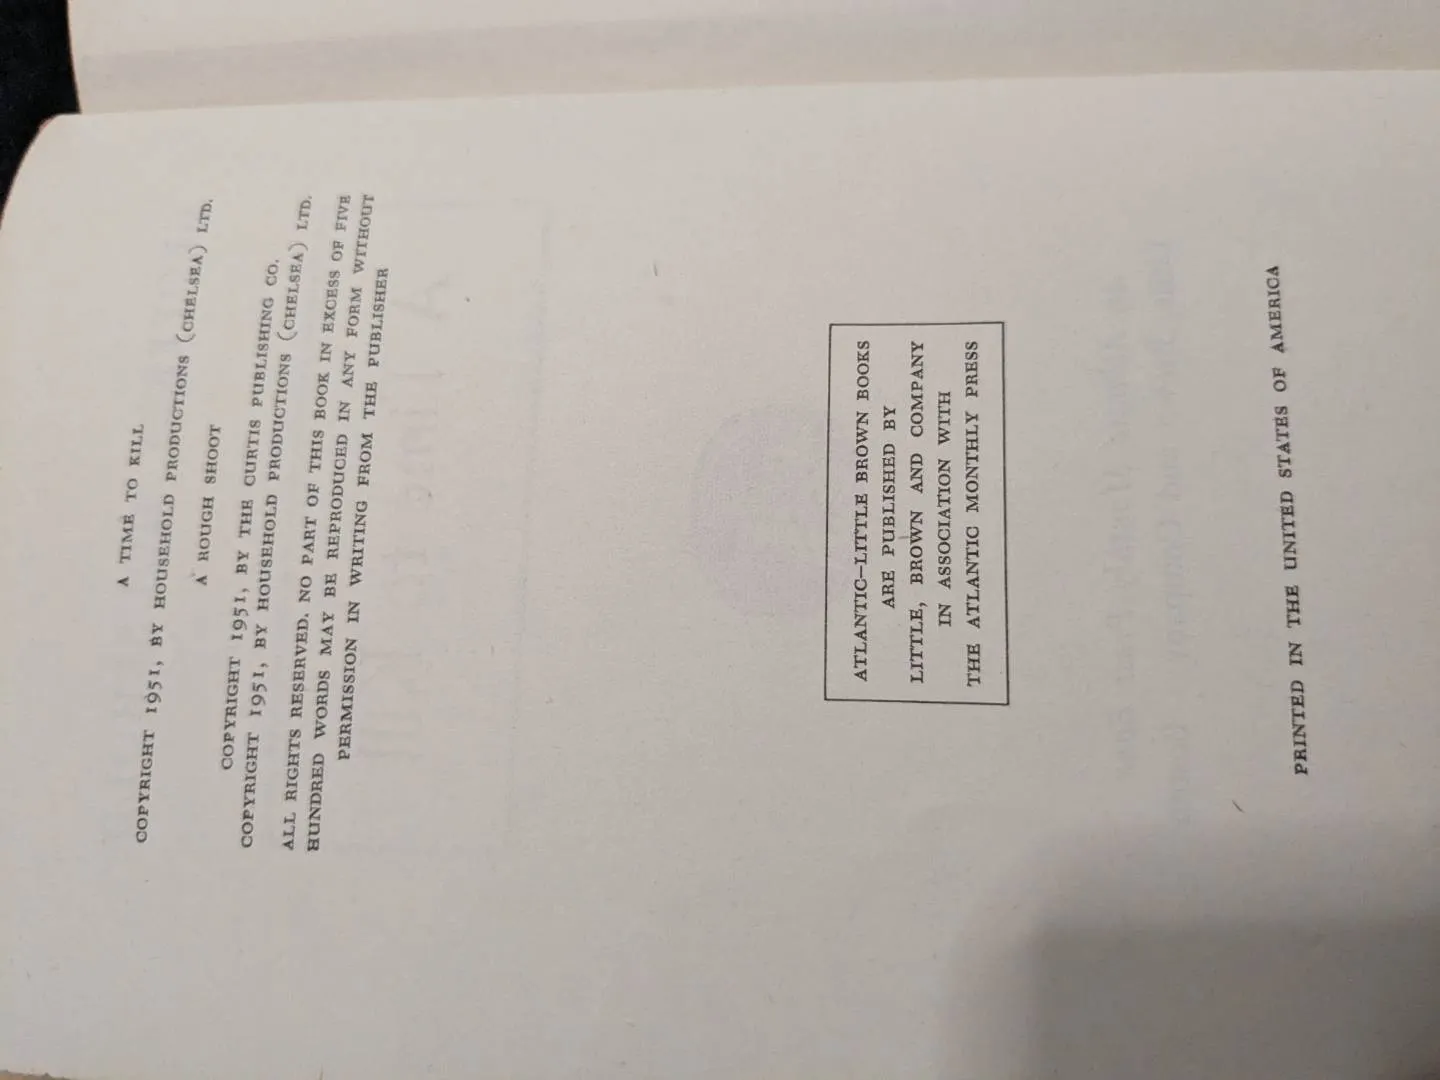 A TIME TO KILL
COPYRIGHT 1951, BY HOUSEHOLD PRODUCTIONS (CHELSEA) LTD.
A ROUGH SHOOT
COPYRIGHT 1951, BY THE CURTIS PUBLISHING CO.
COPYRIGHT 1951, BY HOUSEHOLD PRODUCTIONS (CHELSEA) LTD.
ALL RIGHTS RESERVED. NO PART OF THIS BOOK IN EXCESS OF FIVE
HUNDRED WORDS MAY BE REPRODUCED IN ANY FORM WITHOUT
PERMISSION IN WRITING FROM THE PUBLISHER
ATLANTIC–LITTLE BROWN BOOKS
ARE PUBLISHED BY
LITTLE, BROWN AND COMPANY
IN ASSOCIATION WITH
THE ATLANTIC MONTHLY PRESS
PRINTED IN THE UNITED STATES OF AMERICA